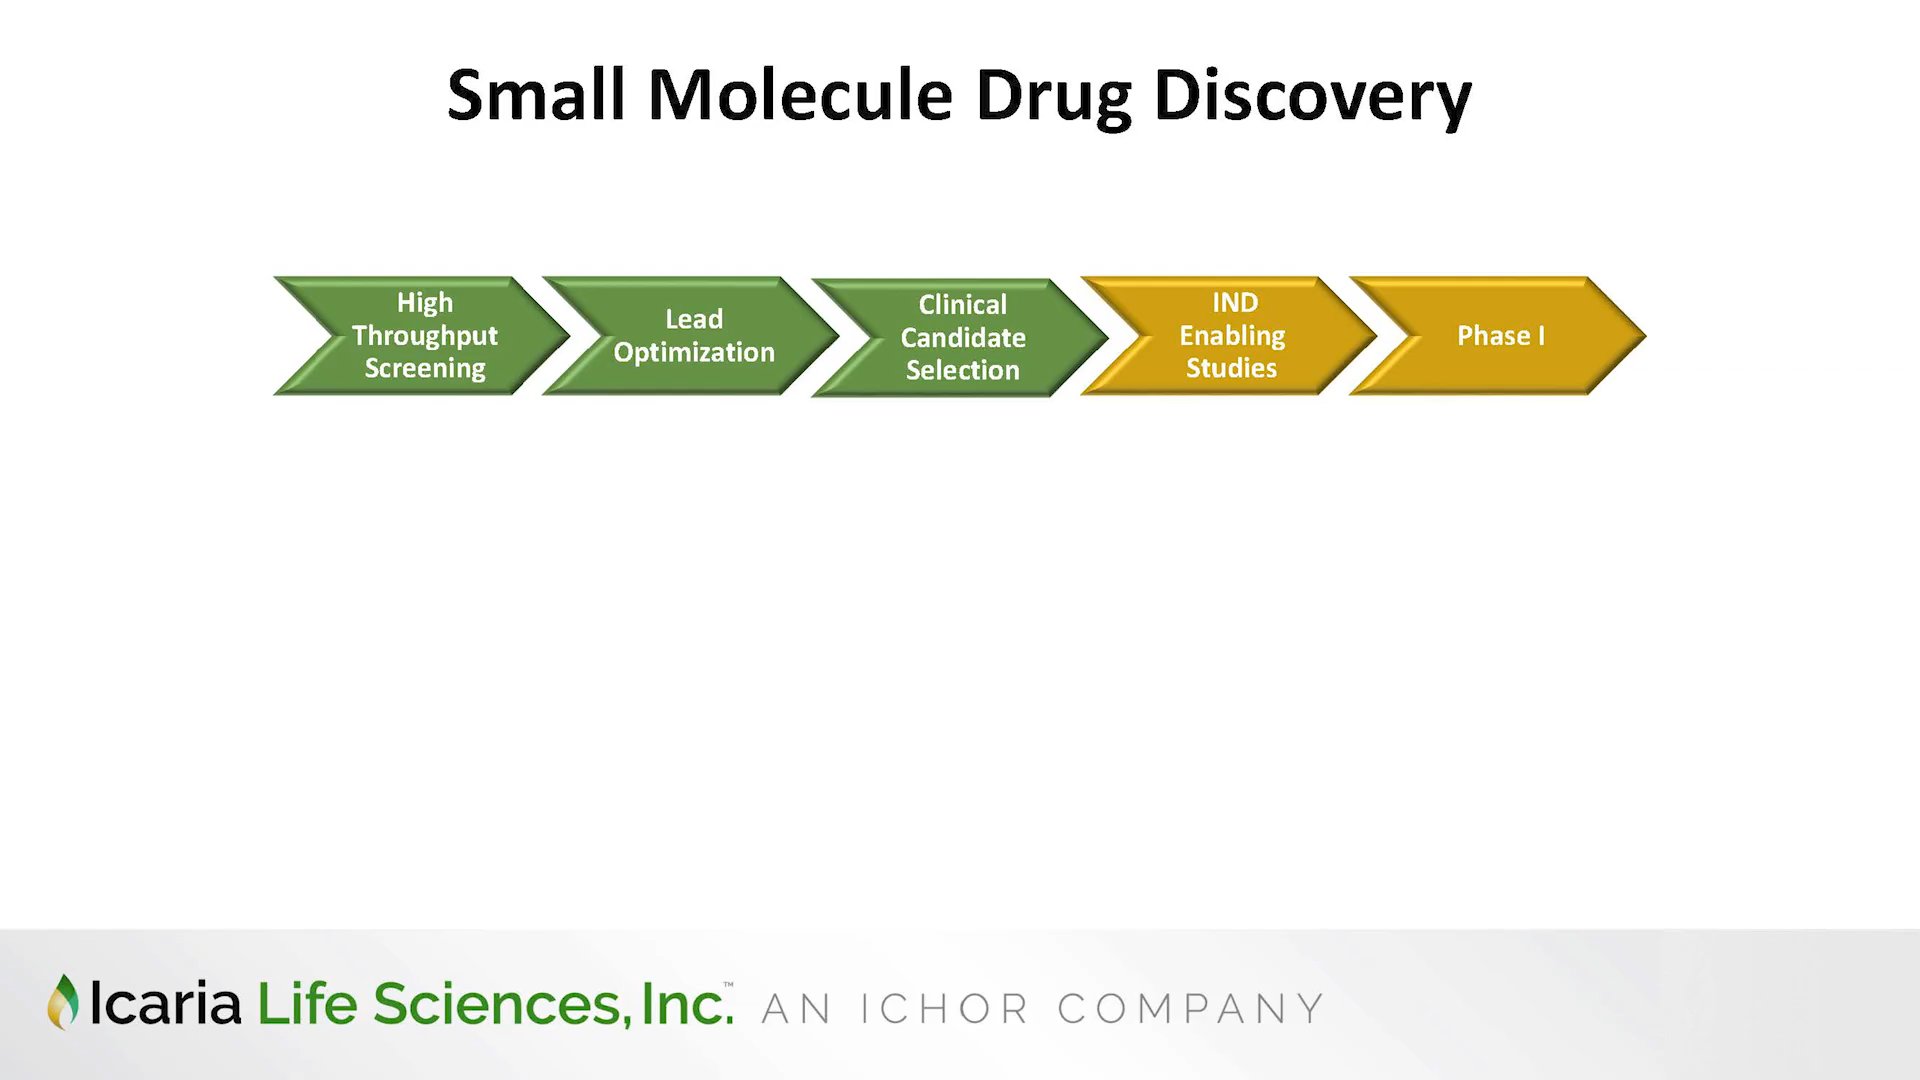 Small Molecule Drug Discovery
High
Throughput
Screening
Lead
Optimization
Clinical
Candidate
Selection
IND
Enabling
Studies
Phase I
Icaria Life Sciences, Inc.™ AN ICHOR COMPANY